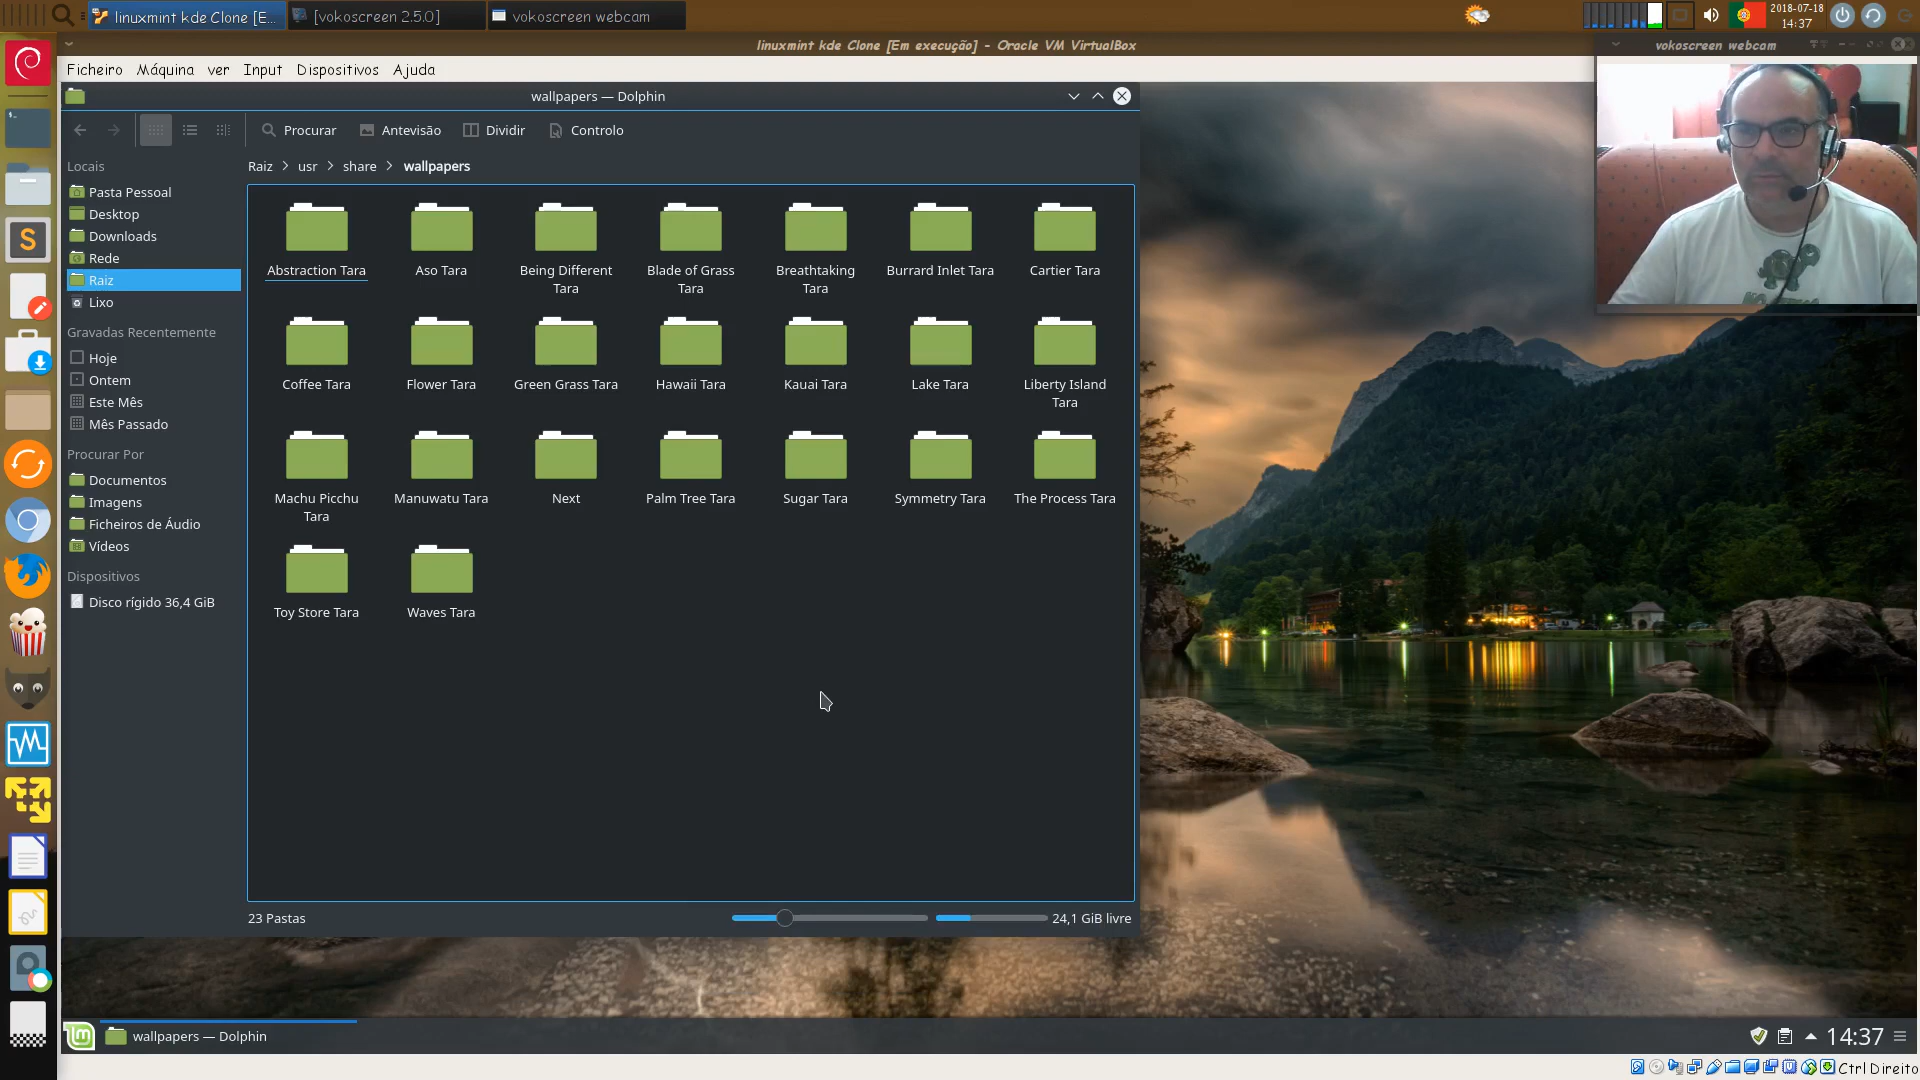 linuxmint kde Clone [E...
[vokoscreen 2.5.0]
vokoscreen webcam
2018-07-18
14:37
linuxmint kde Clone [Em execução] - Oracle VM VirtualBox
vokoscreen webcam
Ficheiro Máquina ver Input Dispositivos Ajuda
wallpapers — Dolphin
Procurar Antevisão Dividir Controlo
Raiz > usr > share > wallpapers
Locais
Pasta Pessoal
Desktop
Downloads
Rede
Raiz
Lixo
Gravadas Recentemente
Hoje
Ontem
Este Mês
Mês Passado
Procurar Por
Documentos
Imagens
Ficheiros de Áudio
Vídeos
Dispositivos
Disco rígido 36,4 GiB
Abstraction Tara
Aso Tara
Being Different
Tara
Blade of Grass
Tara
Breathtaking
Tara
Burrard Inlet Tara
Cartier Tara
Coffee Tara
Flower Tara
Green Grass Tara
Hawaii Tara
Kauai Tara
Lake Tara
Liberty Island
Tara
Machu Picchu
Tara
Manuwatu Tara
Next
Palm Tree Tara
Sugar Tara
Symmetry Tara
The Process Tara
Toy Store Tara
Waves Tara
23 Pastas
24,1 GiB livre
wallpapers — Dolphin
14:37
Ctrl Direito